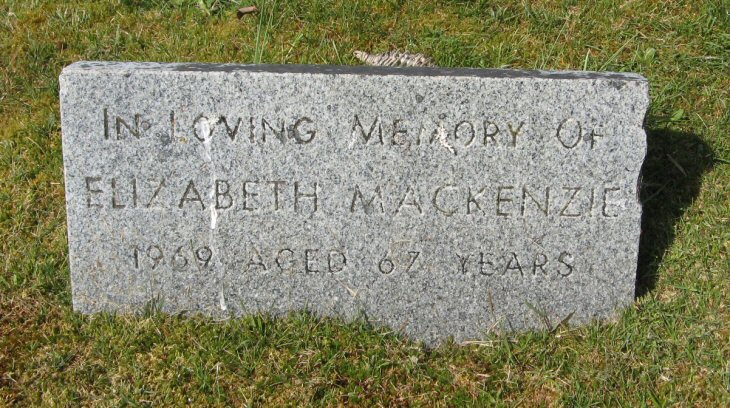 In Loving Memory Of
Elizabeth Mackenzie
1969 Aged 67 Years